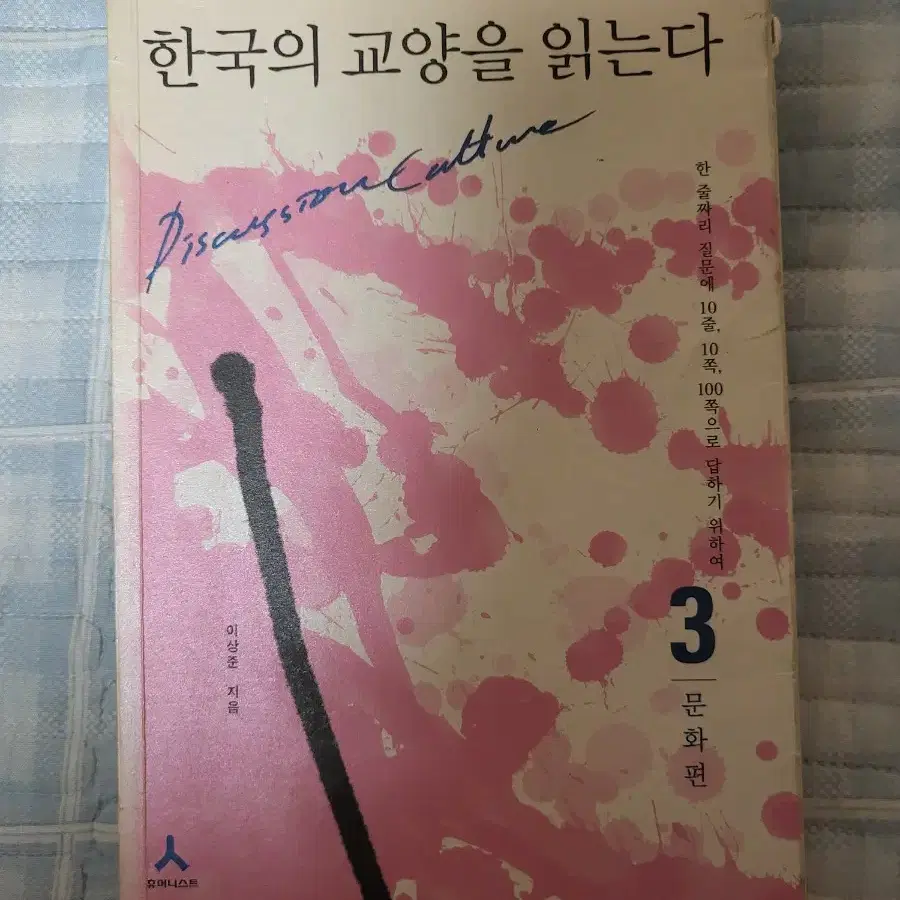 한국의 교양을 읽는다
Discussion Culture
한 줄짜리 질문에 10줄, 10쪽, 100쪽으로 답하기 위하여
3
문화편
이상준 지음
휴머니스트